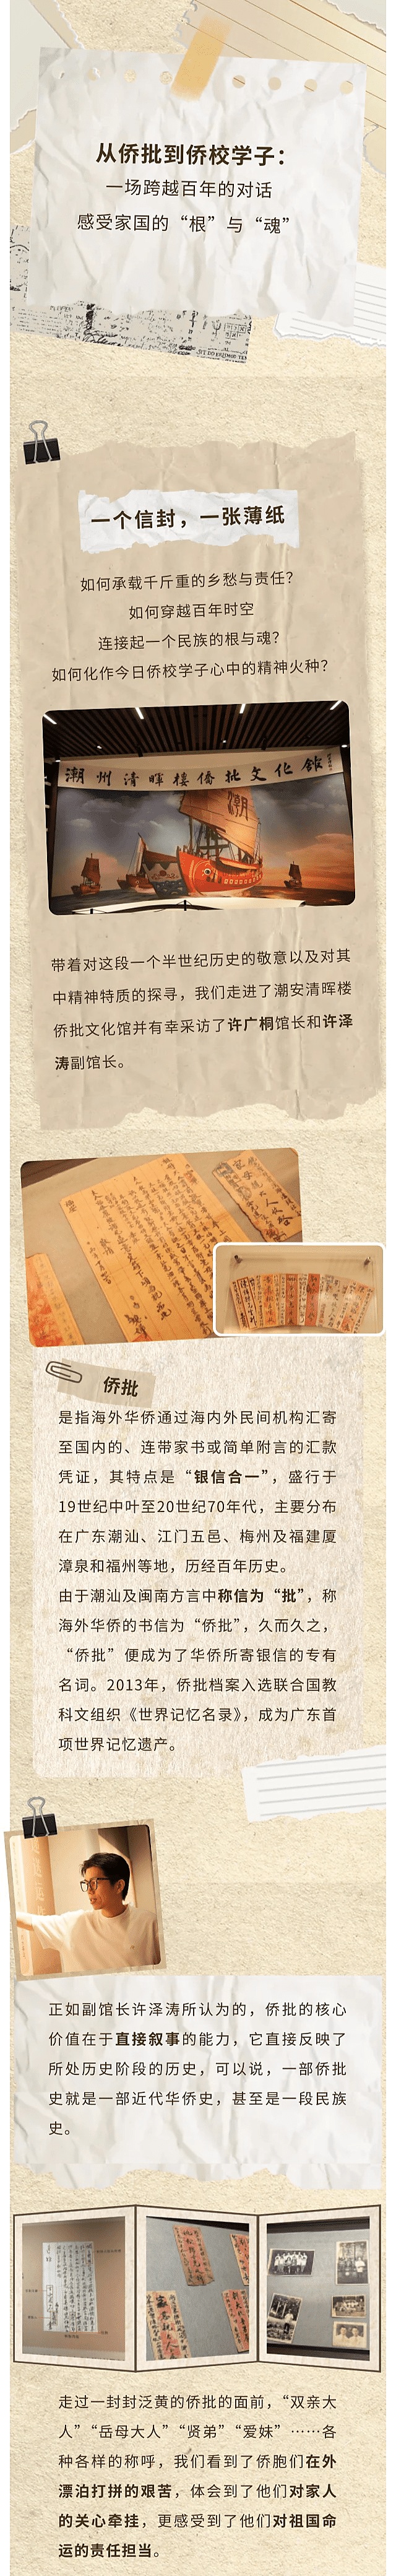 从侨批到侨校学子：
一场跨越百年的对话
感受家国的“根”与“魂”
一个信封，一张薄纸
如何承载千斤重的乡愁与责任？
如何穿越百年时空
连接起一个民族的根与魂？
如何化作今日侨校学子心中的精神火种？
潮州清暉樓僑批文化館
潮
带着对这段一个半世纪历史的敬意以及对其
中精神特质的探寻，我们走进了潮安清晖楼
侨批文化馆并有幸采访了许广桐馆长和许泽
涛副馆长。
侨批
是指海外华侨通过海内外民间机构汇寄
至国内的、连带家书或简单附言的汇款
凭证，其特点是“银信合一”，盛行于
19世纪中叶至20世纪70年代，主要分布
在广东潮汕、江门五邑、梅州及福建厦
漳泉和福州等地，历经百年历史。
由于潮汕及闽南方言中称信为“批”，称
海外华侨的书信为“侨批”，久而久之，
“侨批”便成为了华侨所寄银信的专有
名词。2013年，侨批档案入选联合国教
科文组织《世界记忆名录》，成为广东首
项世界记忆遗产。
正如副馆长许泽涛所认为的，侨批的核心
价值在于直接叙事的能力，它直接反映了
所处历史阶段的历史，可以说，一部侨批
史就是一部近代华侨史，甚至是一段民族
史。
走过一封封泛黄的侨批的面前，“双亲大
人”“岳母大人”“贤弟”“爱妹”……各
种各样的称呼，我们看到了侨胞们在外
漂泊打拼的艰苦，体会到了他们对家人
的关心牵挂，更感受到了他们对祖国命
运的责任担当。